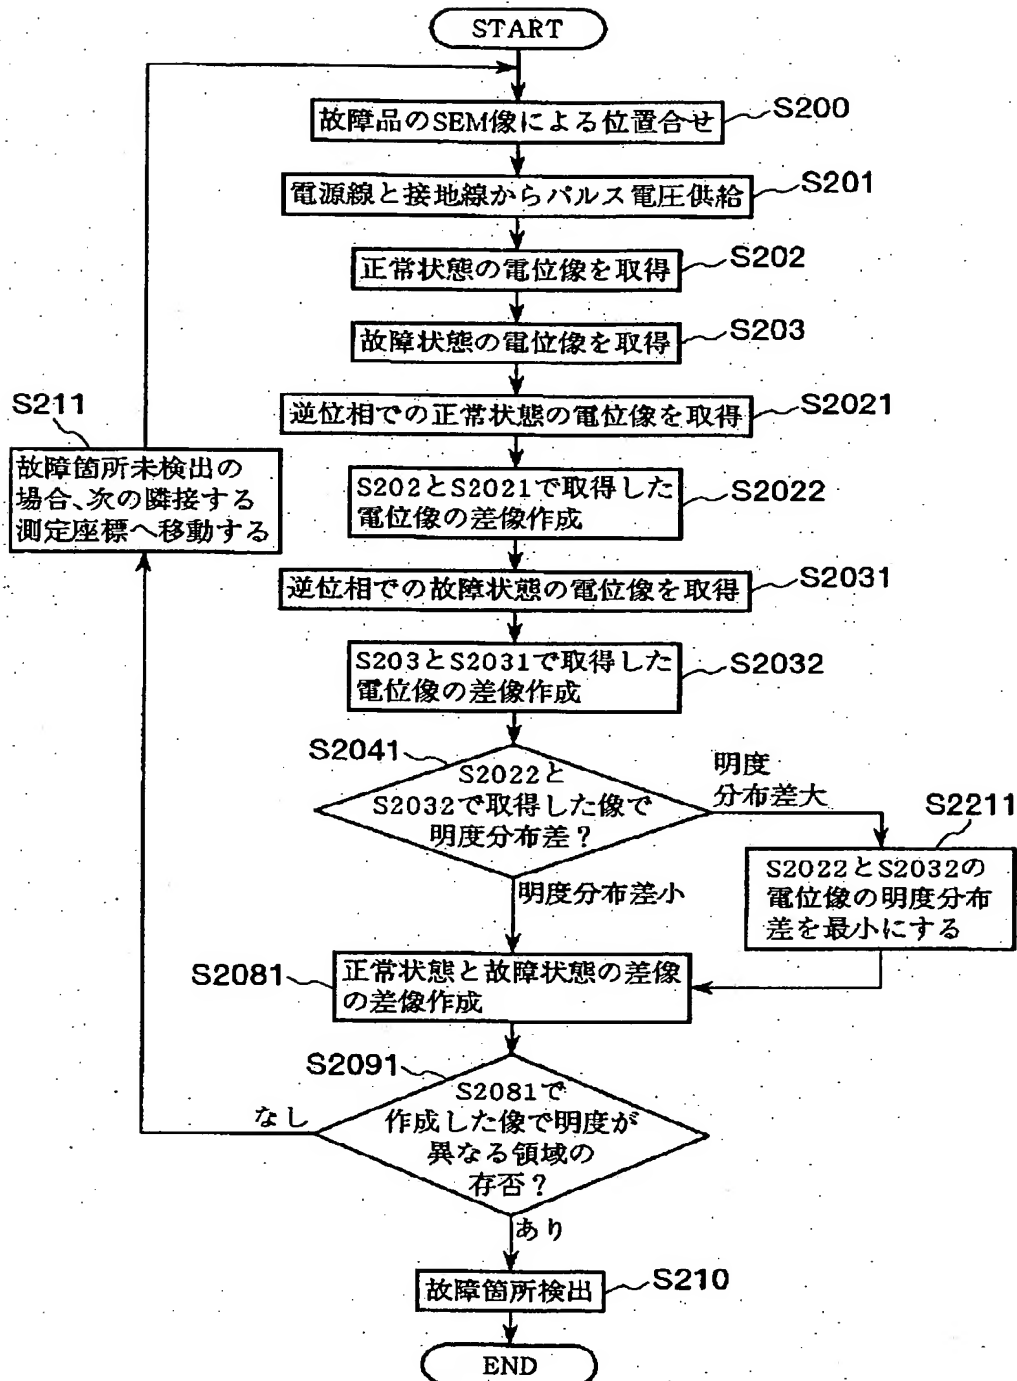 START
故障品のSEM像による位置合せ
S200
電源線と接地線からパルス電圧供給
S201
正常状態の電位像を取得
S202
故障状態の電位像を取得
S203
逆位相での正常状態の電位像を取得
S2021
S202とS2021で取得した
電位像の差像作成
S2022
逆位相での故障状態の電位像を取得
S2031
S203とS2031で取得した
電位像の差像作成
S2032
S2041
S2022と
S2032で取得した像で
明度分布差?
明度
分布差大
S2211
S2022とS2032の
電位像の明度分布
差を最小にする
明度分布差小
S2081
正常状態と故障状態の差像
の差像作成
S2091
S2081で
作成した像で明度が
異なる領域の
存否?
なし
S211
故障箇所未検出の
場合、次の隣接する
測定座標へ移動する
あり
故障箇所検出
S210
END